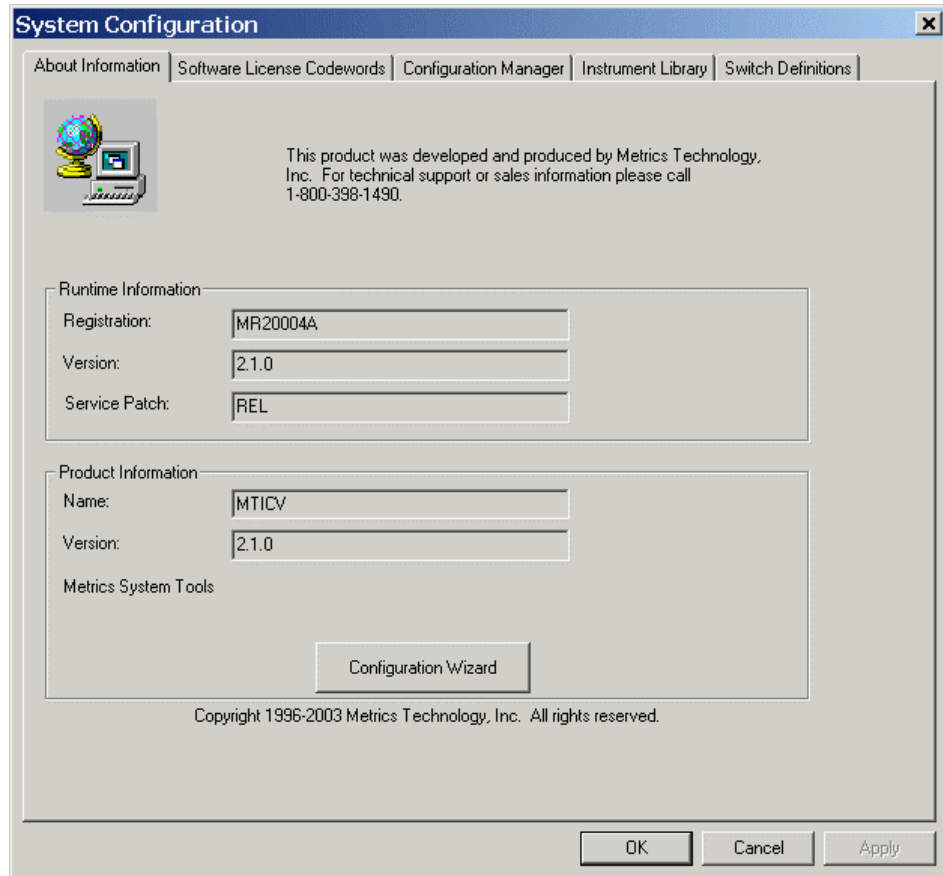 System Configuration
About Information
Software License Codewords
Configuration Manager
Instrument Library
Switch Definitions
This product was developed and produced by Metrics Technology,
Inc. For technical support or sales information please call
1-800-398-1490.
Runtime Information
Registration:
MR20004A
Version:
2.1.0
Service Patch:
REL
Product Information
Name:
MTICV
Version:
2.1.0
Metrics System Tools
Configuration Wizard
Copyright 1996-2003 Metrics Technology, Inc. All rights reserved.
OK
Cancel
Apply